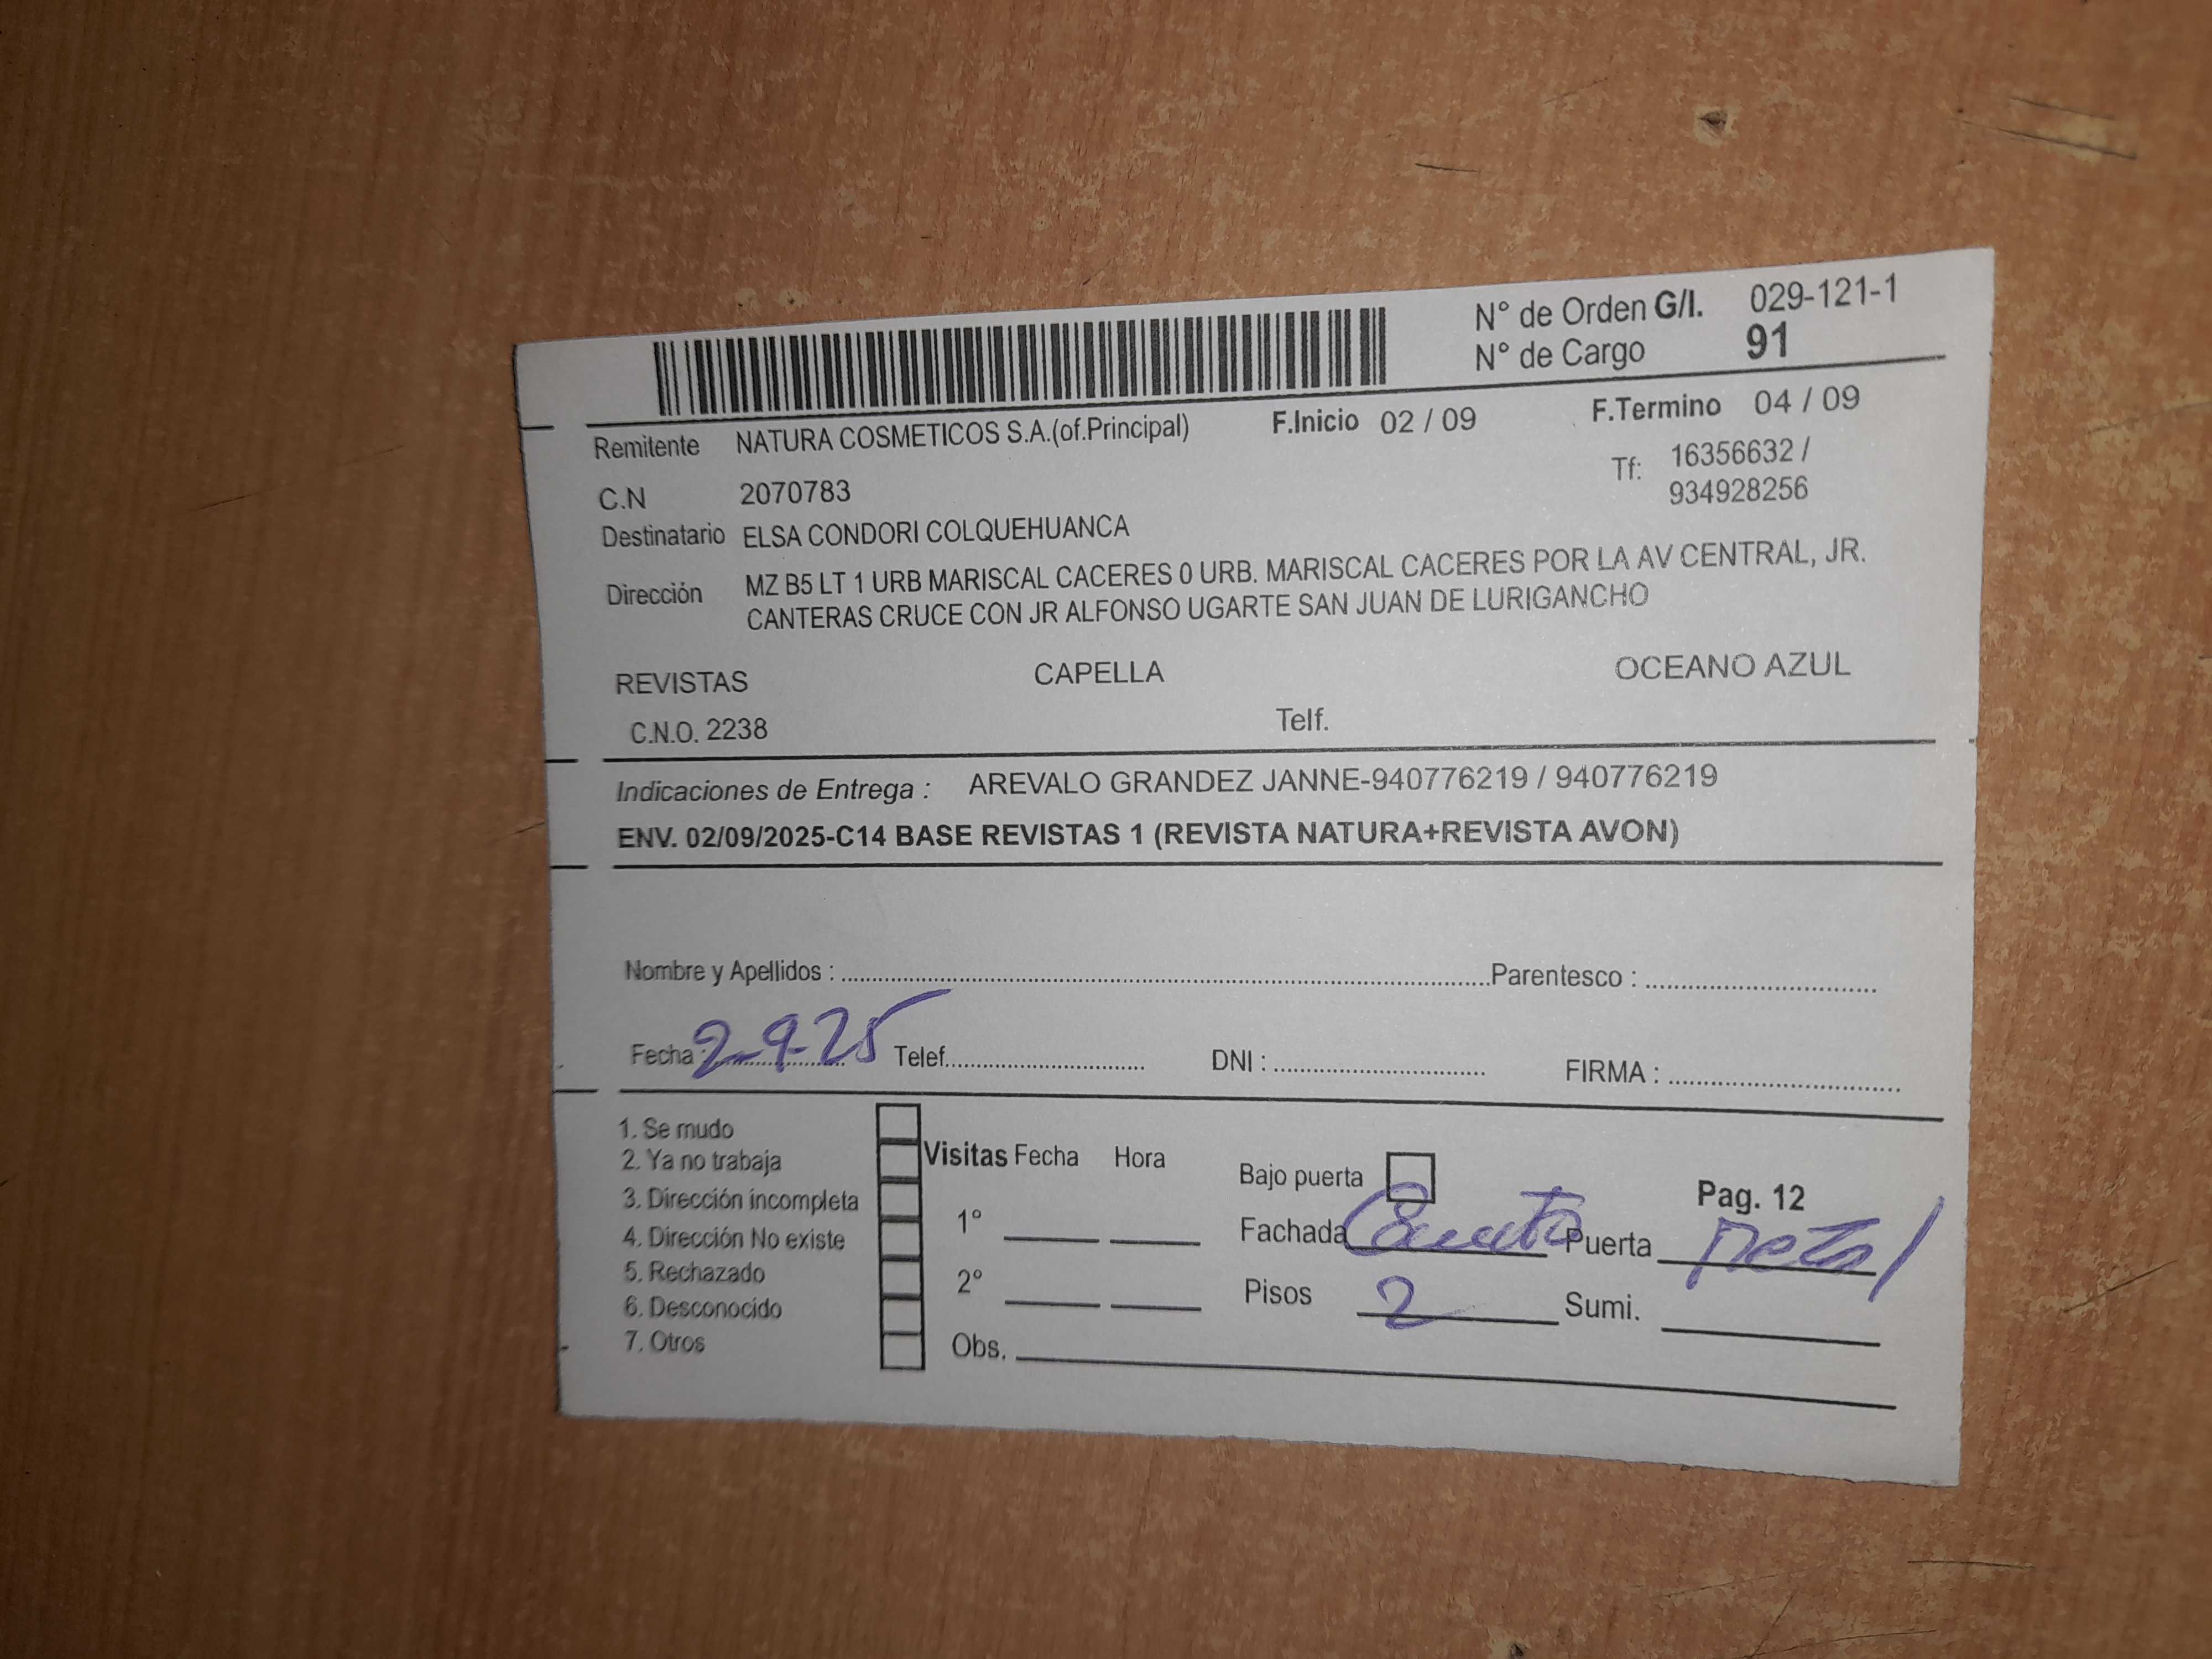 N° de Orden G/I. 029-121-1
N° de Cargo 91
Remitente NATURA COSMETICOS S.A.(of.Principal) F.Inicio 02 / 09 F.Termino 04 / 09
C.N 2070783 Tf: 16356632 /
934928256
Destinatario ELSA CONDORI COLQUEHUANCA
Dirección MZ B5 LT 1 URB MARISCAL CACERES 0 URB. MARISCAL CACERES POR LA AV CENTRAL, JR.
CANTERAS CRUCE CON JR ALFONSO UGARTE SAN JUAN DE LURIGANCHO
REVISTAS CAPELLA OCEANO AZUL
C.N.O. 2238 Telf.
Indicaciones de Entrega : AREVALO GRANDEZ JANNE-940776219 / 940776219
ENV. 02/09/2025-C14 BASE REVISTAS 1 (REVISTA NATURA+REVISTA AVON)
Nombre y Apellidos : Parentesco :
Fecha : 2-9-25 Telef. DNI : FIRMA :
1. Se mudo
2. Ya no trabaja Visitas Fecha Hora Bajo puerta Pag. 12
3. Dirección incompleta
4. Dirección No existe 1° Fachada Puerta metal
5. Rechazado
6. Desconocido 2° Pisos 2 Sumi.
7. Otros Obs.